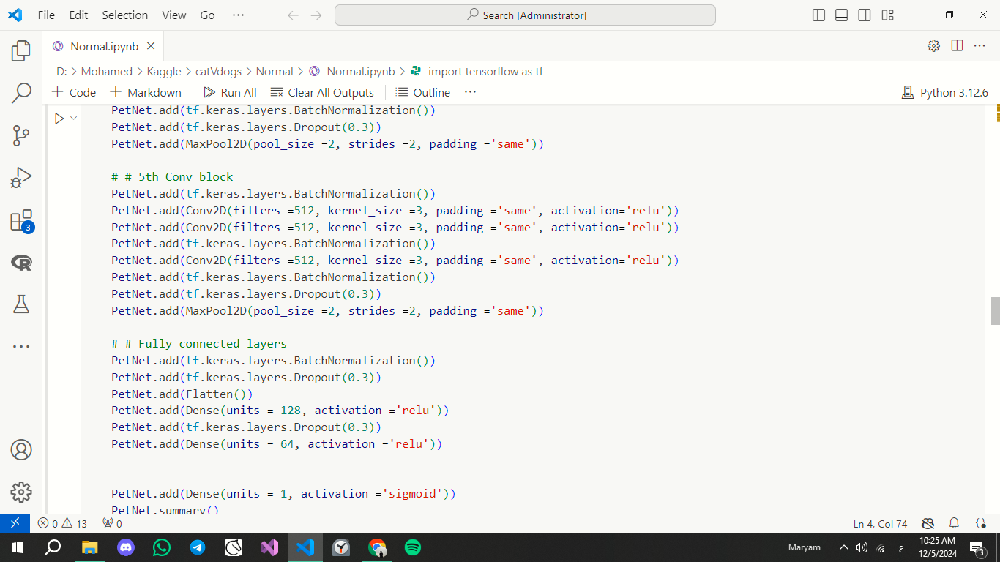 File Edit Selection View Go ··· Search [Administrator]
Normal.ipynb
D: > Mohamed > Kaggle > catVdogs > Normal > Normal.ipynb > import tensorflow as tf
+ Code + Markdown Run All Clear All Outputs Outline ··· Python 3.12.6
PetNet.add(tf.keras.layers.BatchNormalization())
PetNet.add(tf.keras.layers.Dropout(0.3))
PetNet.add(MaxPool2D(pool_size =2, strides =2, padding ='same'))
# # 5th Conv block
PetNet.add(tf.keras.layers.BatchNormalization())
PetNet.add(Conv2D(filters =512, kernel_size =3, padding ='same', activation='relu'))
PetNet.add(Conv2D(filters =512, kernel_size =3, padding ='same', activation='relu'))
PetNet.add(tf.keras.layers.BatchNormalization())
PetNet.add(Conv2D(filters =512, kernel_size =3, padding ='same', activation='relu'))
PetNet.add(tf.keras.layers.BatchNormalization())
PetNet.add(tf.keras.layers.Dropout(0.3))
PetNet.add(MaxPool2D(pool_size =2, strides =2, padding ='same'))
# # Fully connected layers
PetNet.add(tf.keras.layers.BatchNormalization())
PetNet.add(tf.keras.layers.Dropout(0.3))
PetNet.add(Flatten())
PetNet.add(Dense(units = 128, activation ='relu'))
PetNet.add(tf.keras.layers.Dropout(0.3))
PetNet.add(Dense(units = 64, activation ='relu'))
PetNet.add(Dense(units = 1, activation ='sigmoid'))
PetNet.summary()
3
R
0 13 0 Ln 4, Col 74
Maryam ع 10:25 AM
12/5/2024
3